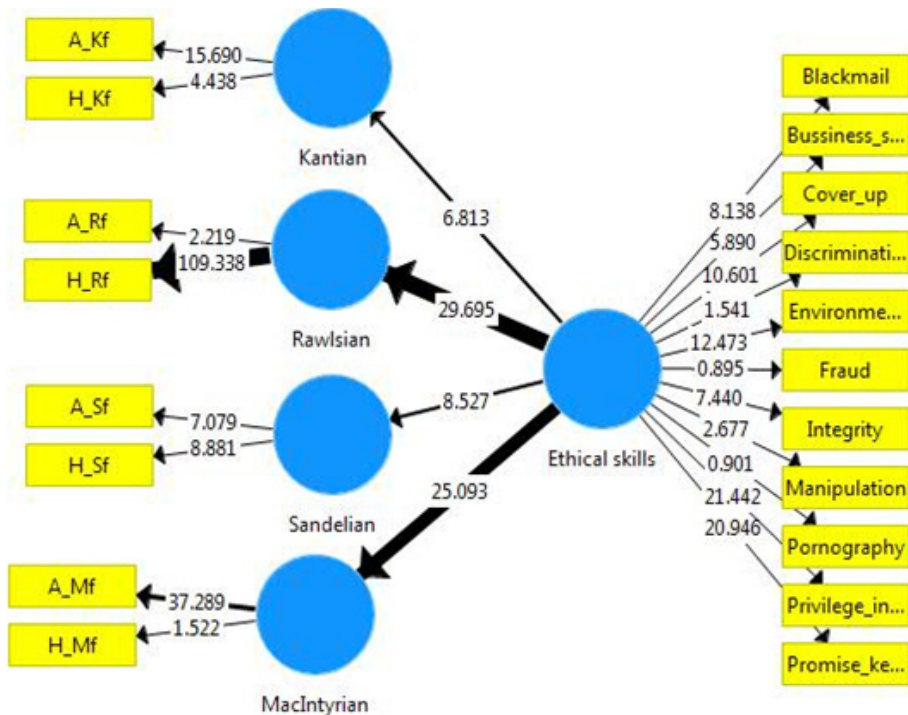 A_Kf
15.690
4.438
H_Kf
Kantian
A_Rf
2.219
109.338
H_Rf
Rawlsian
A_Sf
7.079
8.881
H_Sf
Sandelian
A_Mf
37.289
1.522
H_Mf
MacIntyrian
6.813
29.695
8.527
25.093
Ethical skills
8.138
5.890
10.601
1.541
12.473
0.895
7.440
2.677
0.901
21.442
20.946
Blackmail
Bussiness_s...
Cover_up
Discriminati...
Environme...
Fraud
Integrity
Manipulation
Pornography
Privilege_in...
Promise_ke...